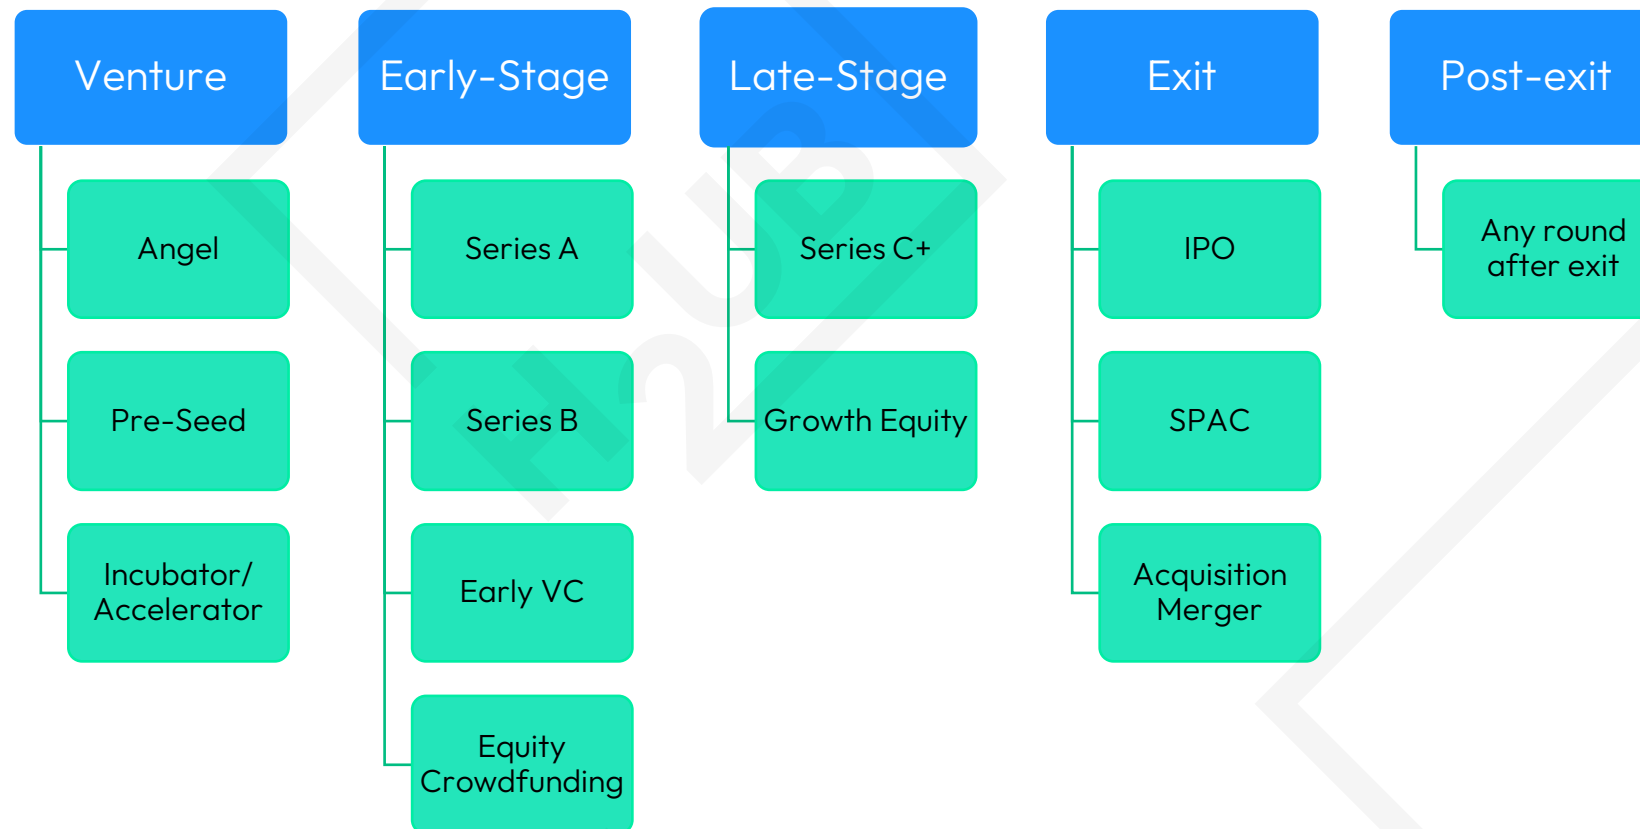 Venture
Angel
Pre-Seed
Incubator/
Accelerator
Early-Stage
Series A
Series B
Early VC
Equity
Crowdfunding
Late-Stage
Series C+
Growth Equity
Exit
IPO
SPAC
Acquisition
Merger
Post-exit
Any round
after exit
H2UB